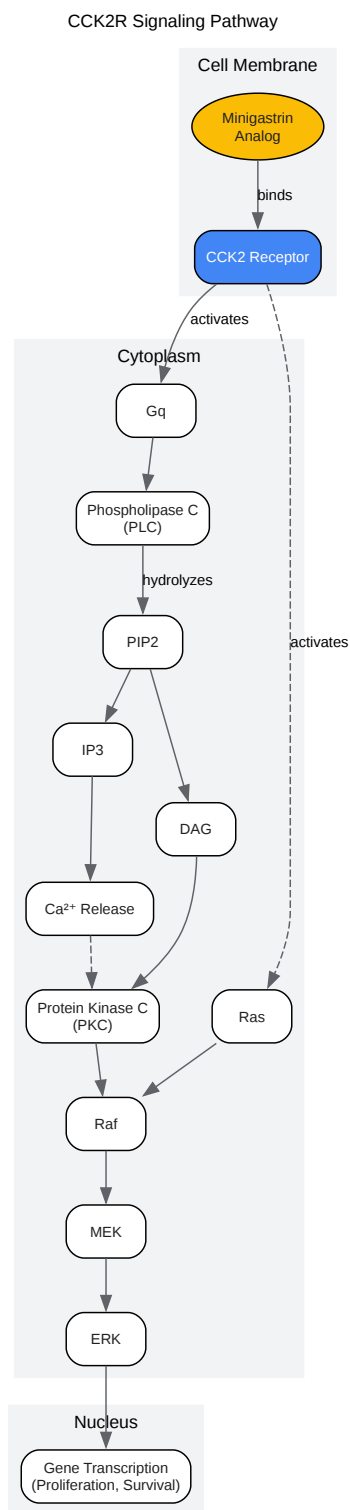 CCK2R Signaling Pathway
Cell Membrane
Minigastrin
Analog
binds
CCK2 Receptor
activates
Cytoplasm
Gq
Phospholipase C
(PLC)
hydrolyzes
PIP2
activates
IP3
DAG
Ca²⁺ Release
Protein Kinase C
(PKC)
Ras
Raf
MEK
ERK
Nucleus
Gene Transcription
(Proliferation, Survival)